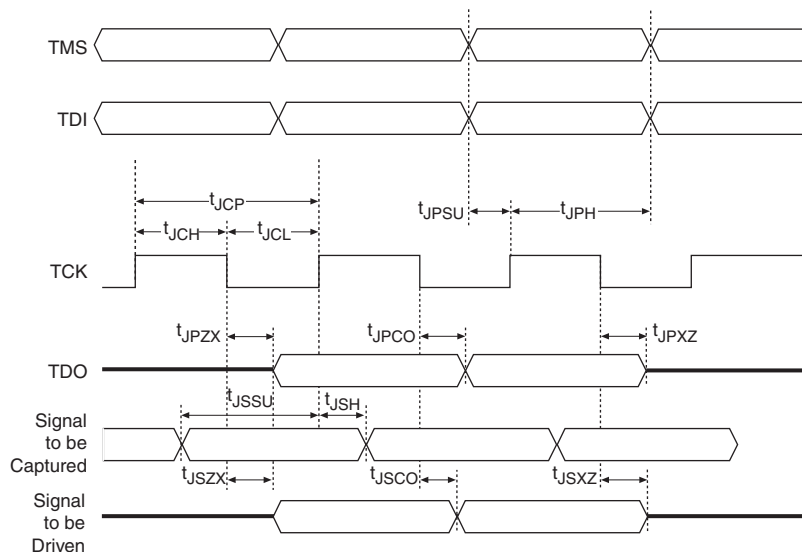 TMS
TDI
tJCP
tJPSU
tJPH
tJCH
tJCL
TCK
tJPZX
tJPCO
tJPXZ
TDO
tJSSU
tJSH
Signal
to be
Captured
tJSZX
tJSCO
tJSXZ
Signal
to be
Driven